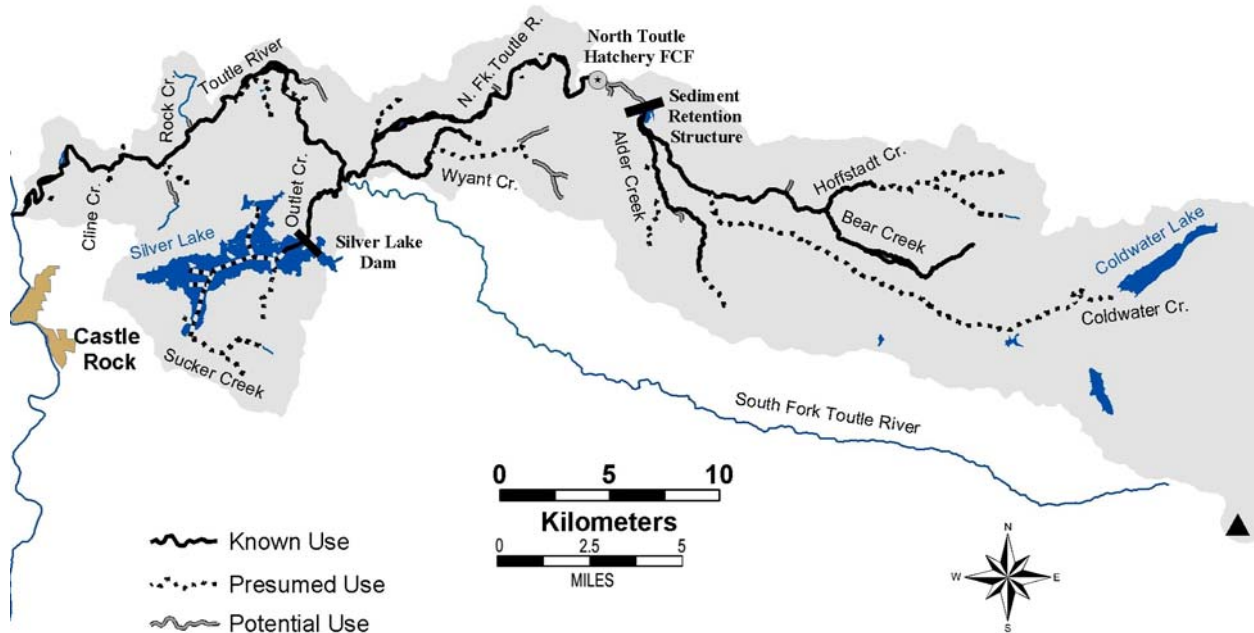 North Toutle
Hatchery FCF
N. Fk. Toutle R.
Toutle River
Rock Cr.
Sediment
Retention
Structure
Alder Creek
Hoffstadt Cr.
Wyant Cr.
Outlet Cr.
Cline Cr.
Bear Creek
Silver Lake
Silver Lake
Dam
Coldwater Lake
Coldwater Cr.
Castle
Rock
Sucker Creek
South Fork Toutle River
0 5 10
Kilometers
0 2.5 5
MILES
Known Use
Presumed Use
Potential Use
N
W E
S